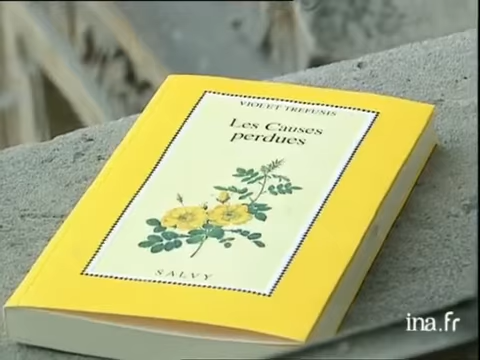 VIOLET TREFUSIS
Les Causes
perdues
SALVY
ina.fr